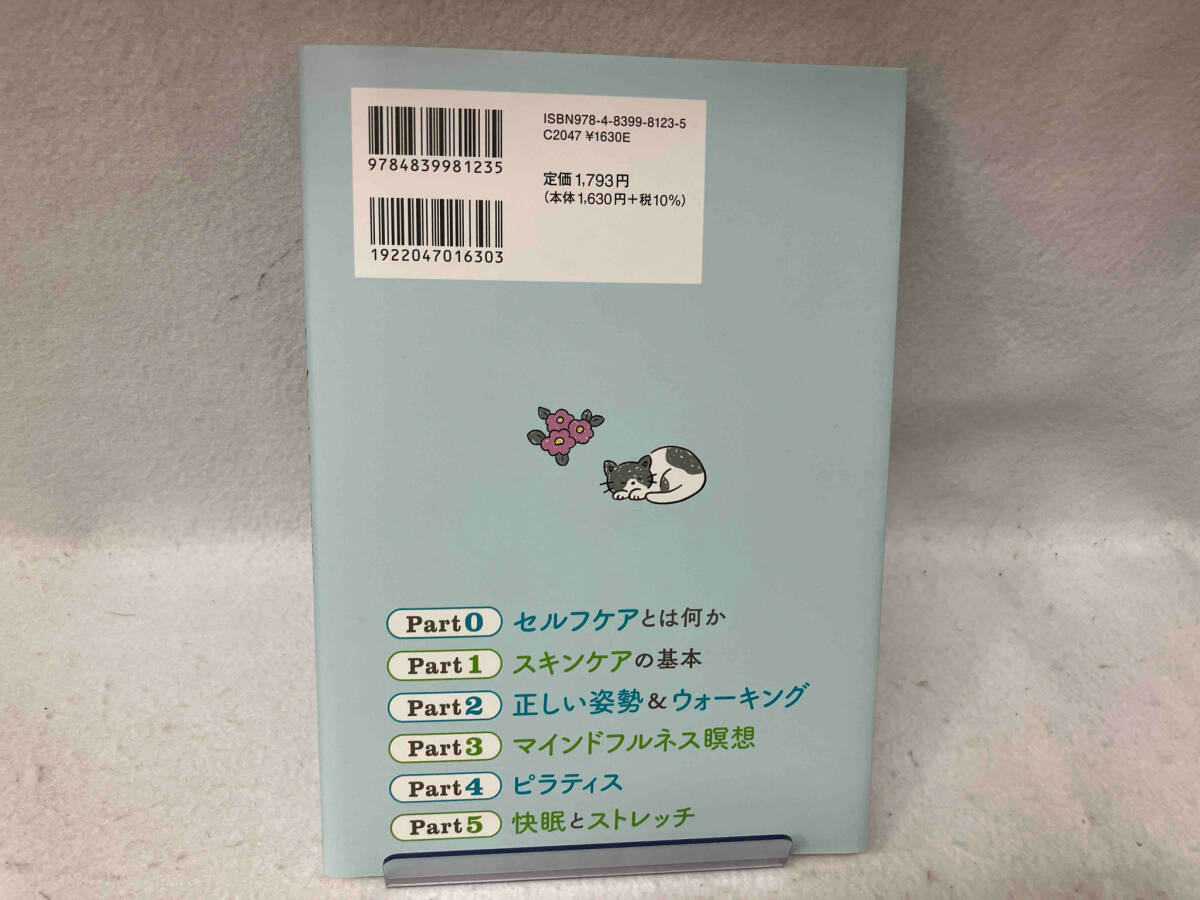 ISBN978-4-8399-8123-5
C2047 ¥1630E
9784839981235
定価1,793円
(本体1,630円+税10%)
1922047016303
Part0 セルフケアとは何か
Part1 スキンケアの基本
Part2 正しい姿勢&ウォーキング
Part3 マインドフルネス瞑想
Part4 ピラティス
Part5 快眠とストレッチ